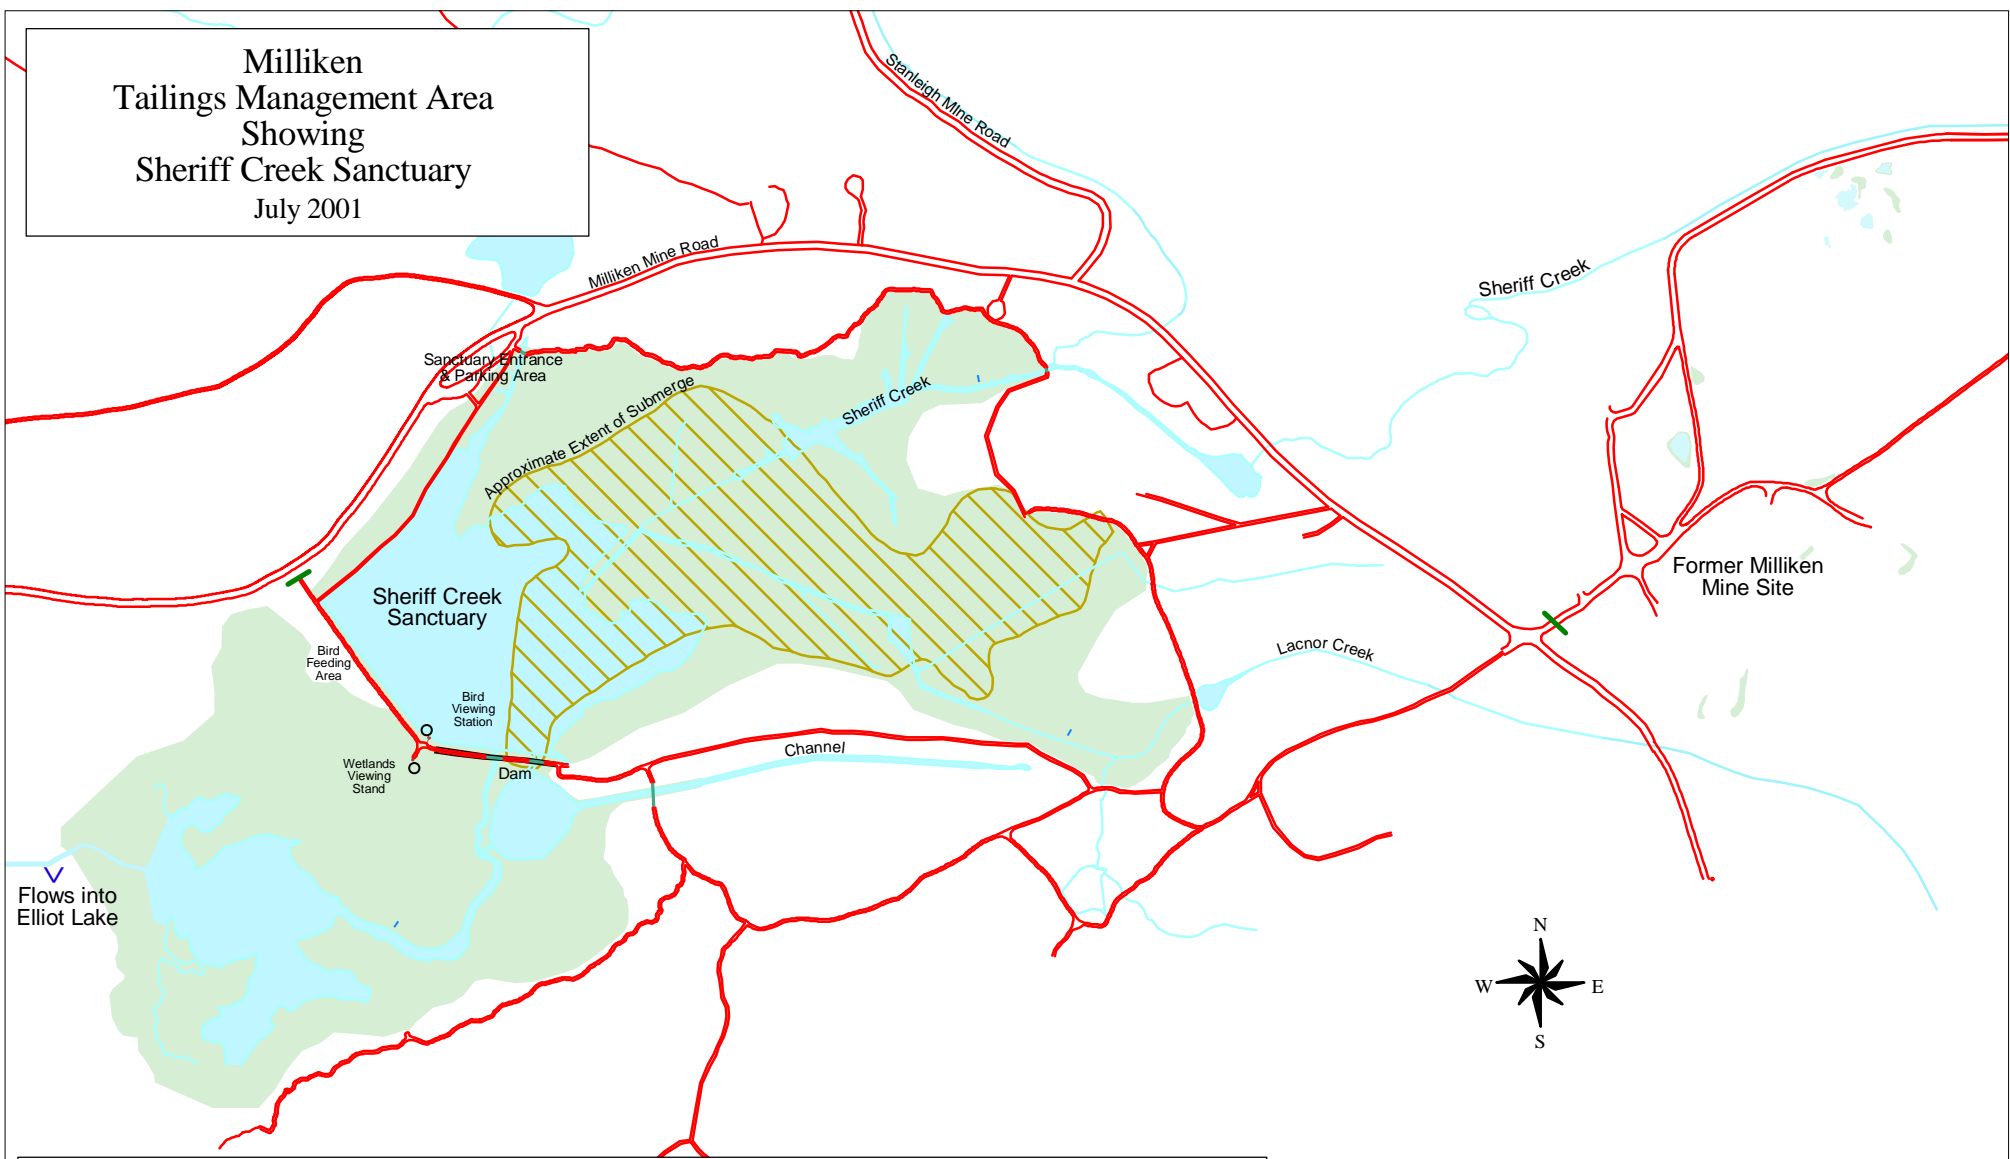 Milliken
Tailings Management Area
Showing
Sheriff Creek Sanctuary
July 2001
Stanleigh MIne Road
Milliken Mine Road
Sheriff Creek
Sanctuary Entrance
& Parking Area
Approximate Extent of Submerge
Sheriff Creek
Former Milliken
Mine Site
Sheriff Creek
Sanctuary
Bird
Feeding
Area
Lacnor Creek
Bird
Viewing
Station
Wetlands
Viewing
Stand
Dam
Channel
Flows into
Elliot Lake
N
W
E
S